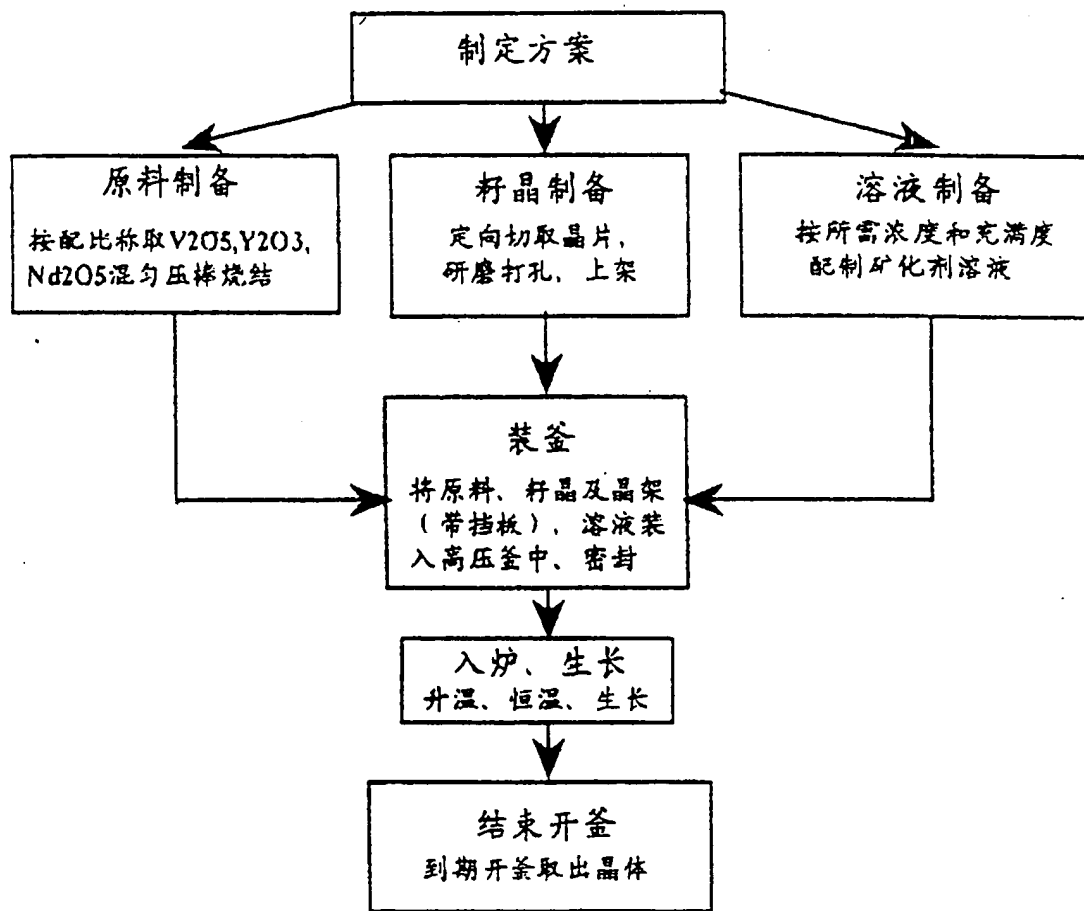 制定方案
原料制备
按配比称取V2O5,Y2O3,
Nd2O5混匀压棒烧结
籽晶制备
定向切取晶片,
研磨打孔、上架
溶液制备
按所需浓度和充满度
配制矿化剂溶液
装釜
将原料、籽晶及晶架
(带挡板),溶液装
入高压釜中、密封
入炉、生长
升温、恒温、生长
结束开釜
到期开釜取出晶体